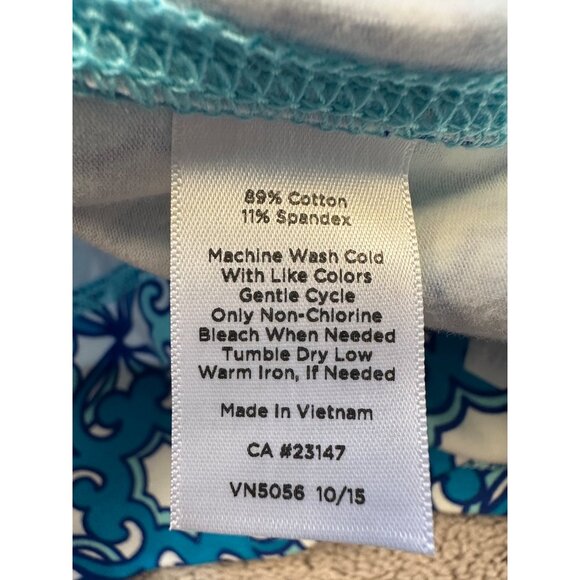 89% Cotton
11% Spandex
Machine Wash Cold
With Like Colors
Gentle Cycle
Only Non-Chlorine
Bleach When Needed
Tumble Dry Low
Warm Iron, If Needed
Made In Vietnam
CA #23147
VN5056 10/15